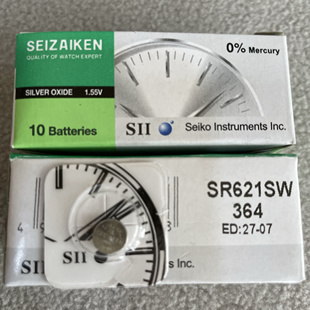 SEIZAIKEN
QUALITY OF WATCH EXPERT
0% Mercury
SILVER OXIDE 1.55V
10 Batteries
SII
Seiko Instruments Inc.
SR621SW
364
ED:27-07
SII
s Inc.